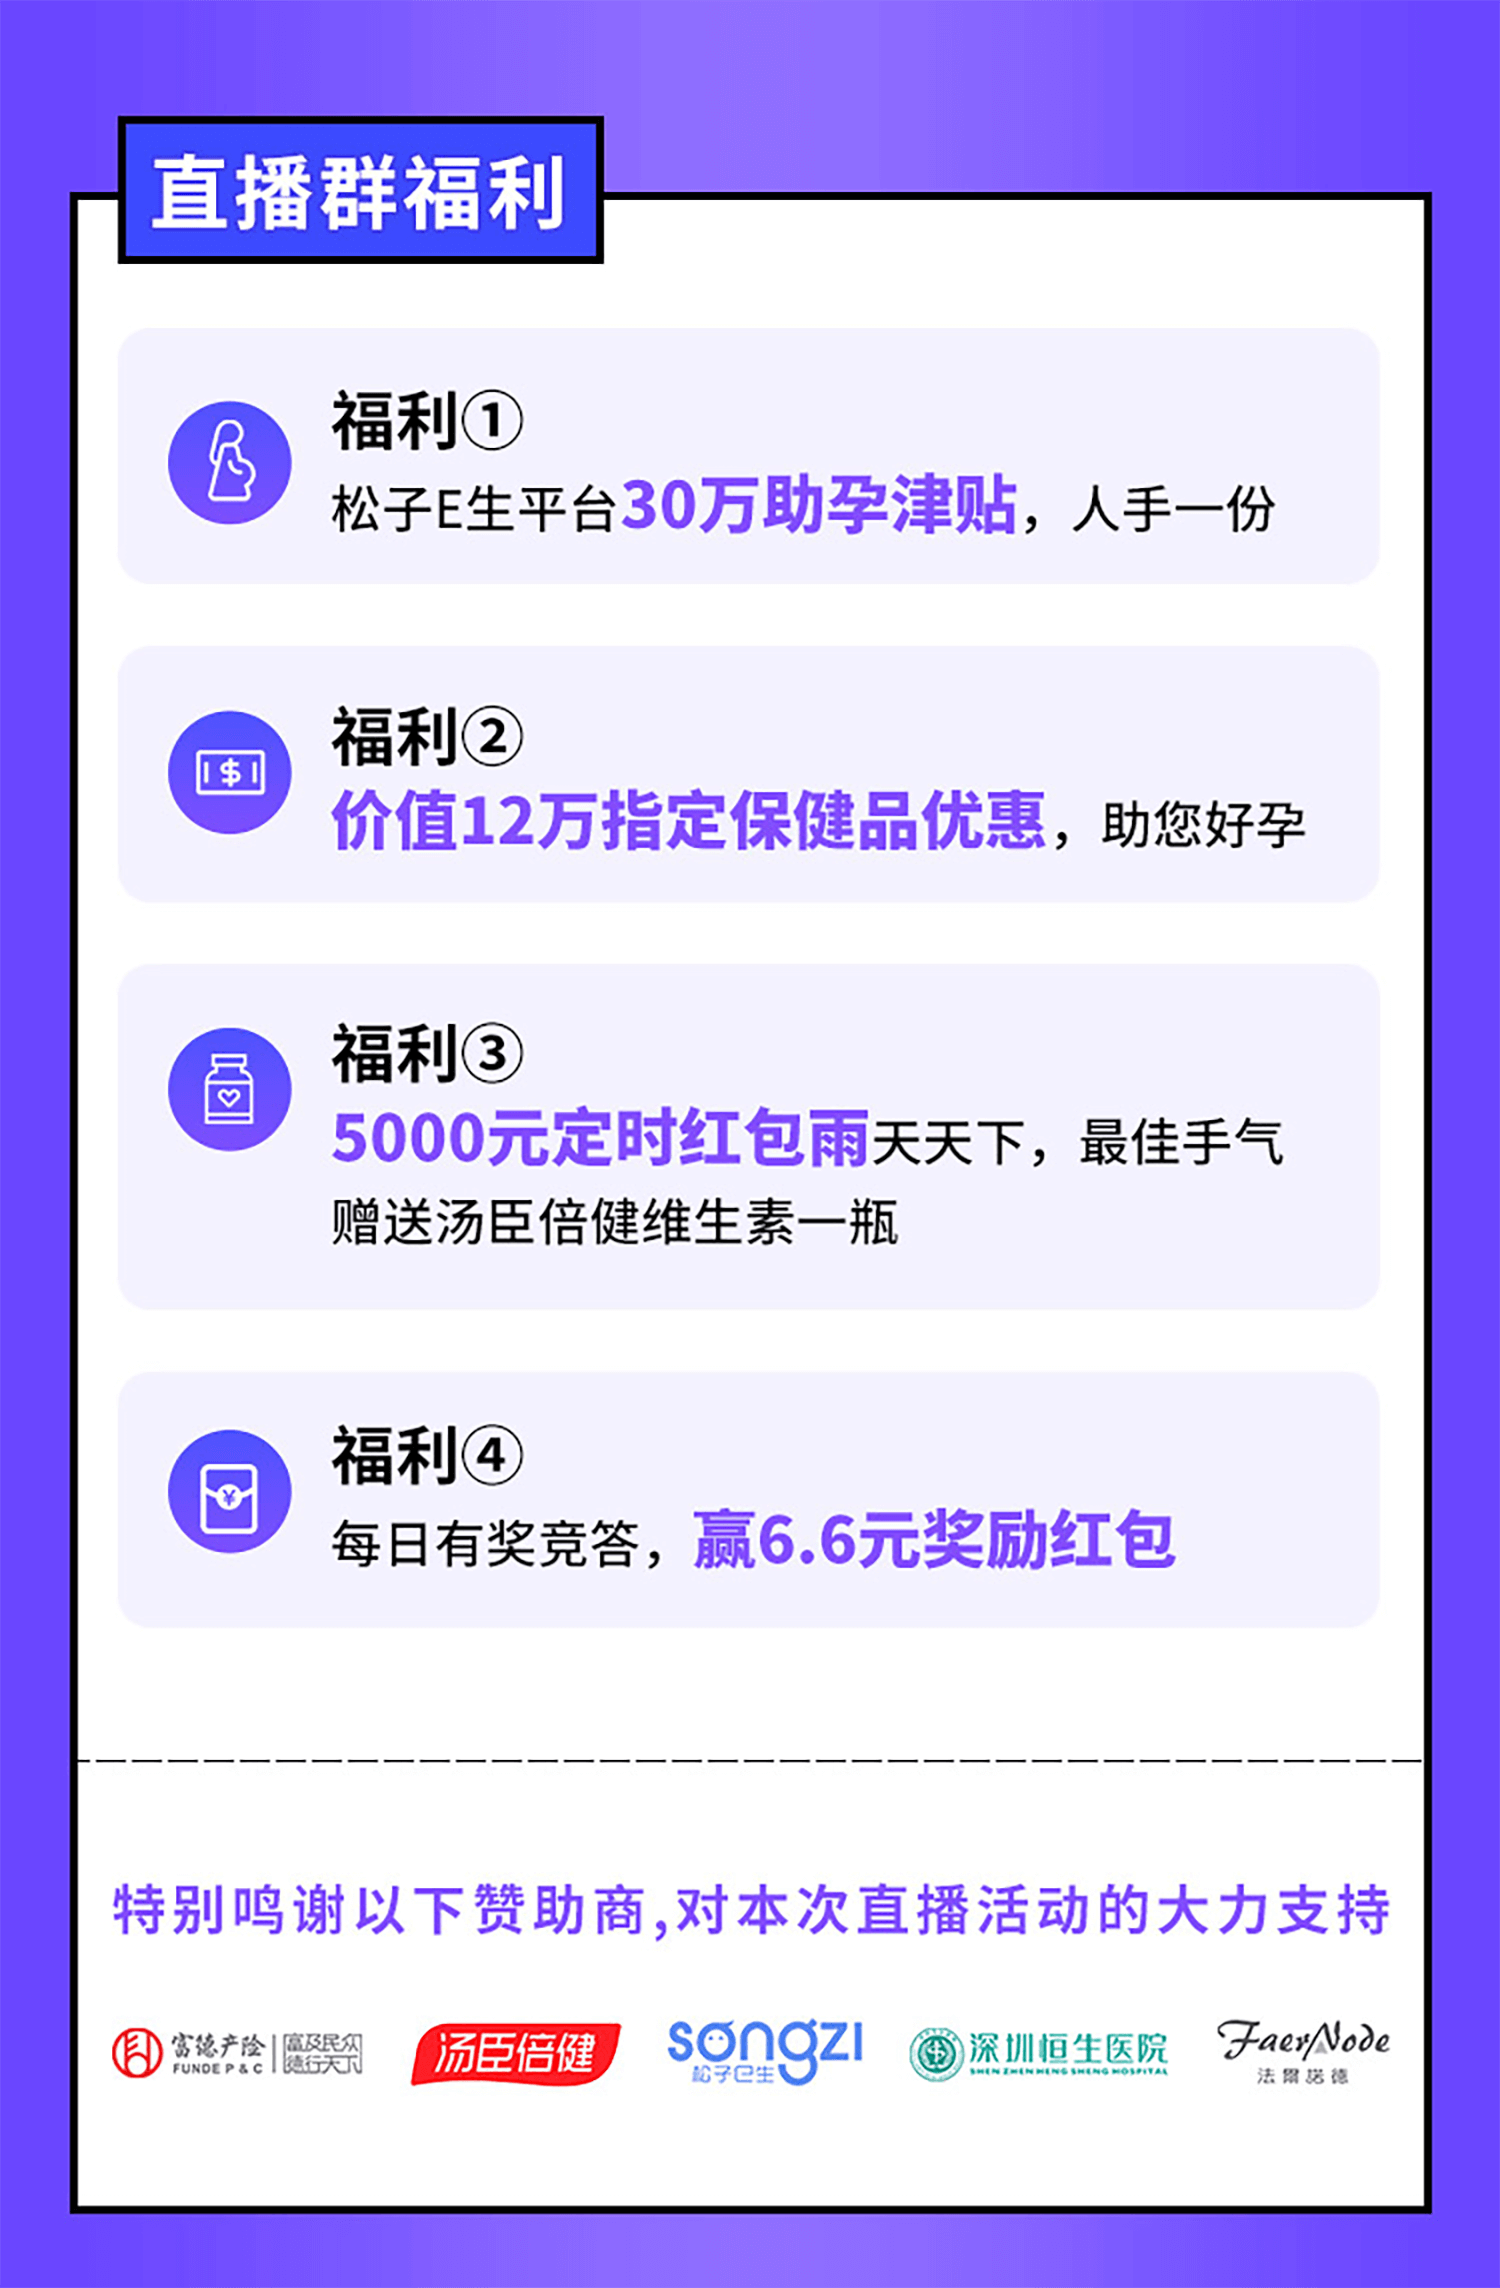 直播群福利
福利①
松子E生平台30万助孕津贴，人手一份
福利②
价值12万指定保健品优惠，助您好孕
福利③
5000元定时红包雨天天下，最佳手气
赠送汤臣倍健维生素一瓶
福利④
每日有奖竞答，赢6.6元奖励红包
特别鸣谢以下赞助商,对本次直播活动的大力支持
富德产险
FUNDE P & C
富及民众
德行天下
汤臣倍健
songzi
松子E生
深圳恒生医院
SHEN ZHEN HENG SHENG HOSPITAL
FaerNode
法爾諾德